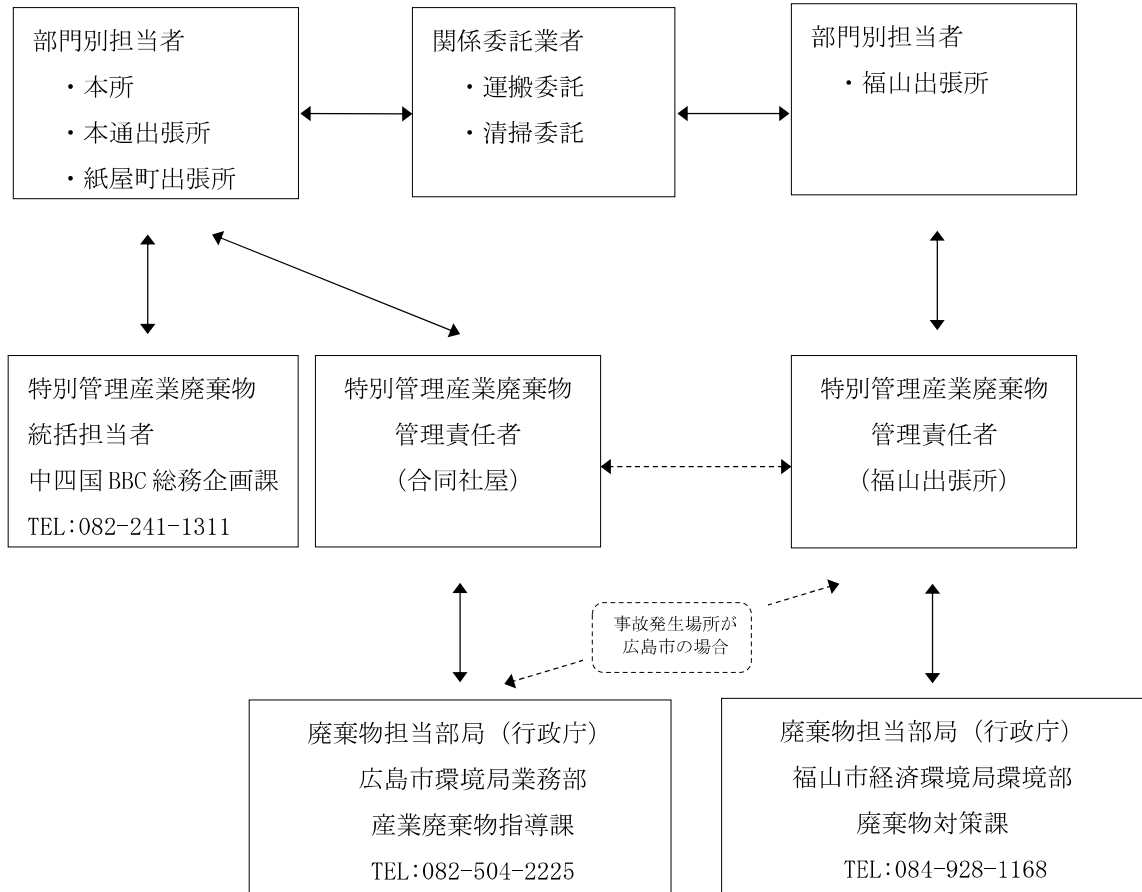 部門別担当者
・本所
・本通出張所
・紙屋町出張所
関係委託業者
・運搬委託
・清掃委託
部門別担当者
・福山出張所
特別管理産業廃棄物
統括担当者
中四国 BBC 総務企画課
TEL:082-241-1311
特別管理産業廃棄物
管理責任者
(合同社屋)
特別管理産業廃棄物
管理責任者
(福山出張所)
事故発生場所が
広島市の場合
廃棄物担当部局（行政庁）
広島市環境局業務部
産業廃棄物指導課
TEL:082-504-2225
廃棄物担当部局（行政庁）
福山市経済環境局環境部
廃棄物対策課
TEL:084-928-1168